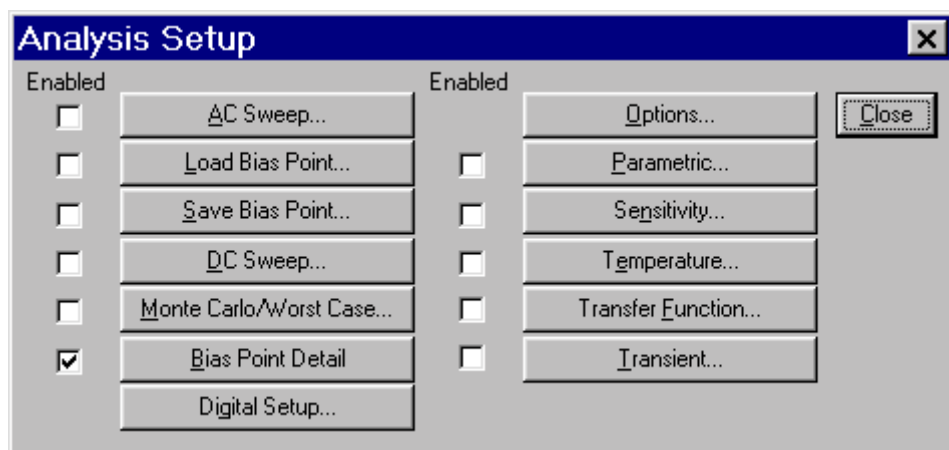 Analysis Setup
Enabled
Enabled
AC Sweep...
Options...
Close
Load Bias Point...
Parametric...
Save Bias Point...
Sensitivity...
DC Sweep...
Temperature...
Monte Carlo/Worst Case...
Transfer Function...
Bias Point Detail
Transient...
Digital Setup...